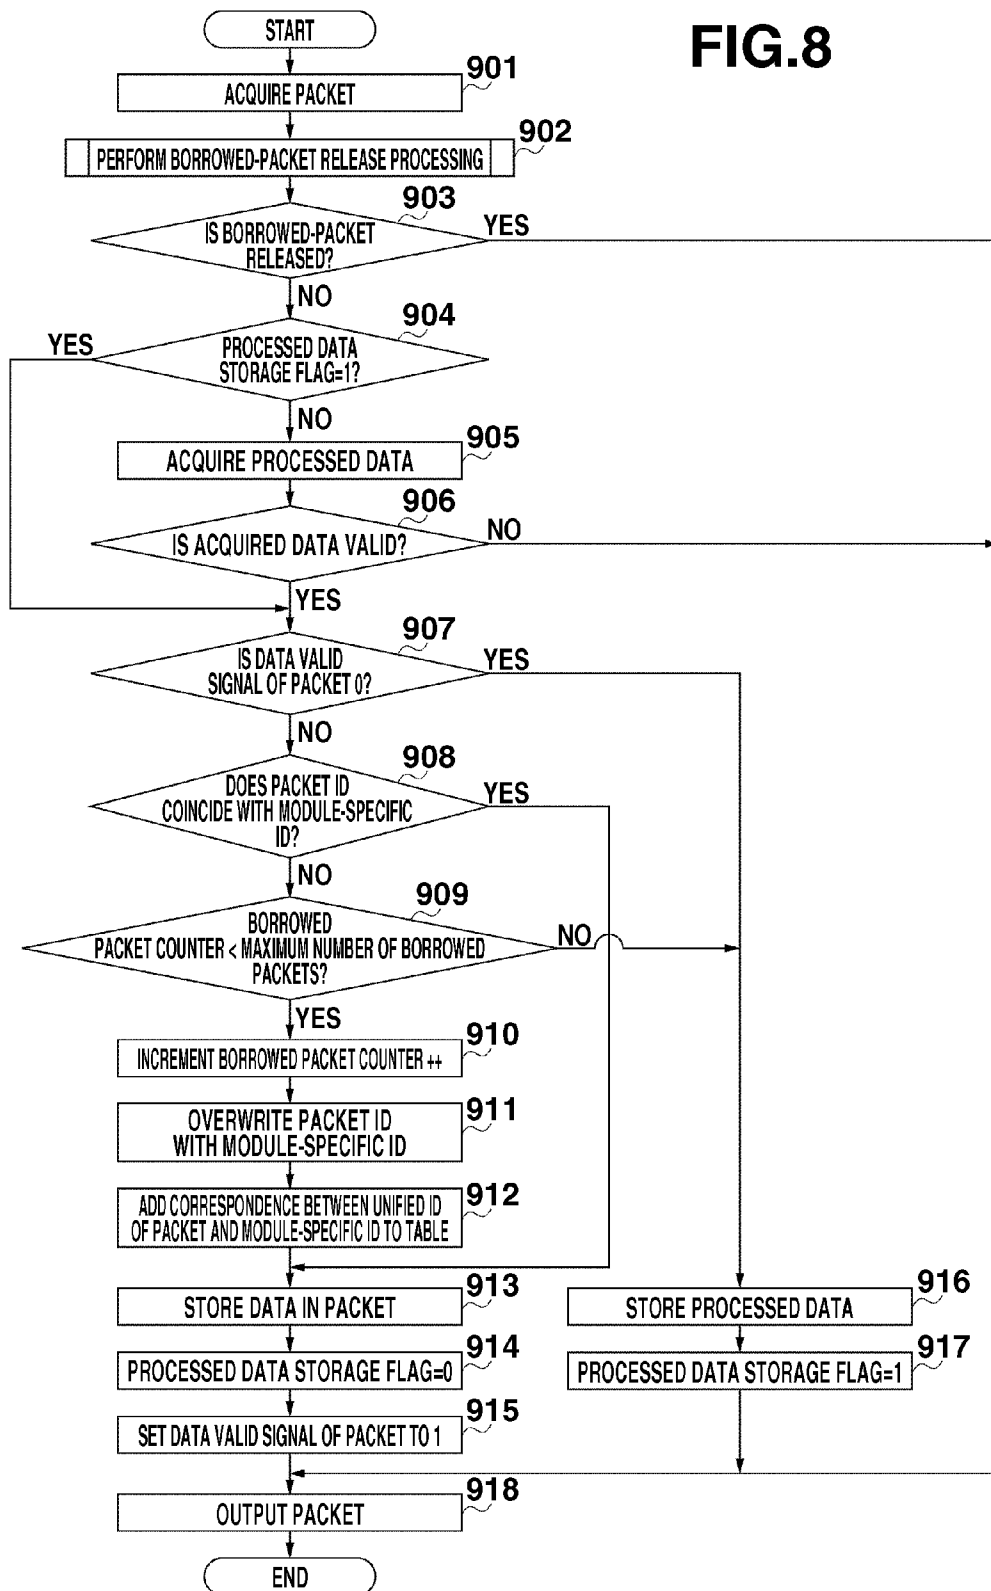 FIG.8
START
901
ACQUIRE PACKET
902
PERFORM BORROWED-PACKET RELEASE PROCESSING
903
IS BORROWED-PACKET
RELEASED?
YES
NO
904
PROCESSED DATA
STORAGE FLAG=1?
YES
NO
905
ACQUIRE PROCESSED DATA
906
IS ACQUIRED DATA VALID?
NO
YES
907
IS DATA VALID
SIGNAL OF PACKET 0?
YES
NO
908
DOES PACKET ID
COINCIDE WITH MODULE-SPECIFIC
ID?
YES
NO
909
BORROWED
PACKET COUNTER < MAXIMUM NUMBER OF BORROWED
PACKETS?
NO
YES
910
INCREMENT BORROWED PACKET COUNTER ++
911
OVERWRITE PACKET ID
WITH MODULE-SPECIFIC ID
912
ADD CORRESPONDENCE BETWEEN UNIFIED ID
OF PACKET AND MODULE-SPECIFIC ID TO TABLE
913
STORE DATA IN PACKET
914
PROCESSED DATA STORAGE FLAG=0
915
SET DATA VALID SIGNAL OF PACKET TO 1
916
STORE PROCESSED DATA
917
PROCESSED DATA STORAGE FLAG=1
918
OUTPUT PACKET
END